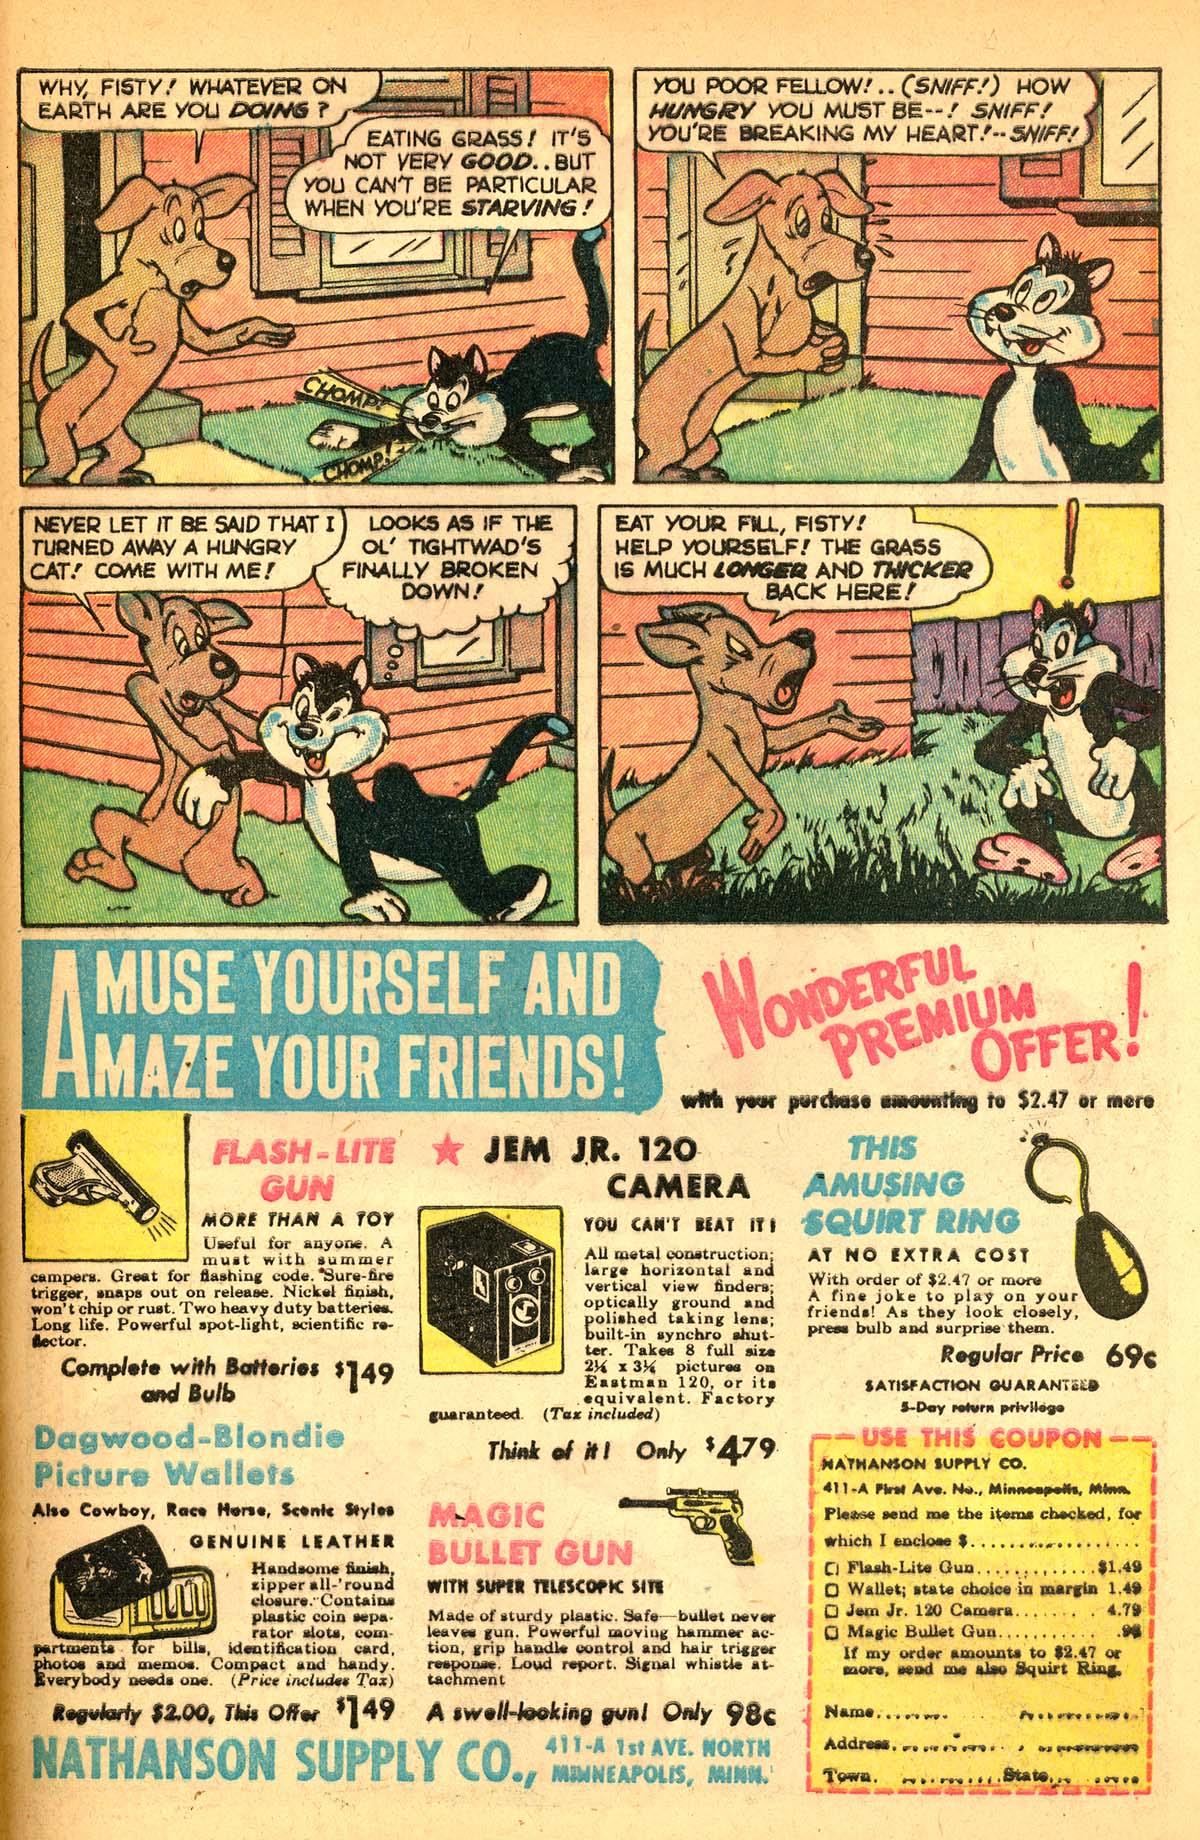 WHY, FISTY! WHATEVER ON
EARTH ARE YOU DOING?
EATING GRASS! IT'S
NOT VERY GOOD.. BUT
YOU CAN'T BE PARTICULAR
WHEN YOU'RE STARVING!
CHOMP!
CHOMP!
YOU POOR FELLOW!.. (SNIFF!) HOW
HUNGRY YOU MUST BE--! SNIFF!
YOU'RE BREAKING MY HEART!--SNIFF!
NEVER LET IT BE SAID THAT I
TURNED AWAY A HUNGRY
CAT! COME WITH ME!
LOOKS AS IF THE
OL' TIGHTWAD'S
FINALLY BROKEN
DOWN!
EAT YOUR FILL, FISTY!
HELP YOURSELF! THE GRASS
IS MUCH LONGER AND THICKER
BACK HERE!
!
AMUSE YOURSELF AND
AMAZE YOUR FRIENDS!
WONDERFUL
PREMIUM
OFFER!
with your purchase amounting to $2.47 or more
FLASH-LITE
GUN
MORE THAN A TOY
Useful for anyone. A
must with summer
campers. Great for flashing code. Sure-fire
trigger, snaps out on release. Nickel finish,
won't chip or rust. Two heavy duty batteries.
Long life. Powerful spot-light, scientific re-
flector.
Complete with Batteries $1.49
and Bulb
Dagwood-Blondie
Picture Wallets
Also Cowboy, Race Horse, Scenic Styles
GENUINE LEATHER
Handsome finish,
zipper all-'round
closure. Contains
plastic coin sepa-
rator slots, com-
partments for bills, identification card,
photos and memos. Compact and handy.
Everybody needs one. (Price includes Tax)
Regularly $2.00, This Offer $1.49
★ JEM JR. 120
CAMERA
YOU CAN'T BEAT IT!
All metal construction;
large horizontal and
vertical view finders;
optically ground and
polished taking lens;
built-in synchro shut-
ter. Takes 8 full size
2¼ x 3¼ pictures on
Eastman 120, or its
equivalent. Factory
guaranteed. (Tax included)
Think of it! Only $4.79
MAGIC
BULLET GUN
WITH SUPER TELESCOPIC SITE
Made of sturdy plastic. Safe—bullet never
leaves gun. Powerful moving hammer ac-
tion, grip handle control and hair trigger
response. Loud report. Signal whistle at-
tachment
A swell-looking gun! Only 98c
THIS
AMUSING
SQUIRT RING
AT NO EXTRA COST
With order of $2.47 or more
A fine joke to play on your
friends! As they look closely,
press bulb and surprise them.
Regular Price 69c
SATISFACTION GUARANTEED
5-Day return privilege
USE THIS COUPON
NATHANSON SUPPLY CO.
411-A First Ave. No., Minneapolis, Minn.
Please send me the items checked, for
which I enclose $..................
☐ Flash-Lite Gun............$1.49
☐ Wallet; state choice in margin 1.49
☐ Jem Jr. 120 Camera....... 4.79
☐ Magic Bullet Gun.......... .98
If my order amounts to $2.47 or
more, send me also Squirt Ring.
Name..................
Address..................
Town..........State..........
NATHANSON SUPPLY CO., 411-A 1st AVE. NORTH
MINNEAPOLIS, MINN.